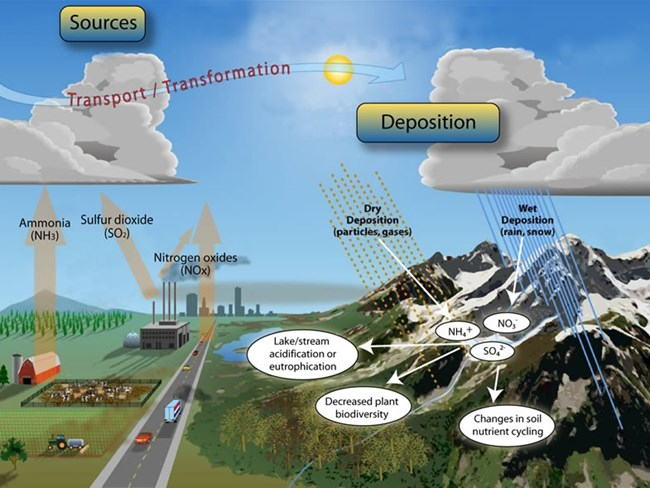 Sources
Transport / Transformation
Deposition
Ammonia
(NH₃)
Sulfur dioxide
(SO₂)
Nitrogen oxides
(NOx)
Dry
Deposition
(particles, gases)
Wet
Deposition
(rain, snow)
NH₄⁺
NO₃⁻
SO₄²⁻
Lake/stream
acidification or
eutrophication
Decreased plant
biodiversity
Changes in soil
nutrient cycling